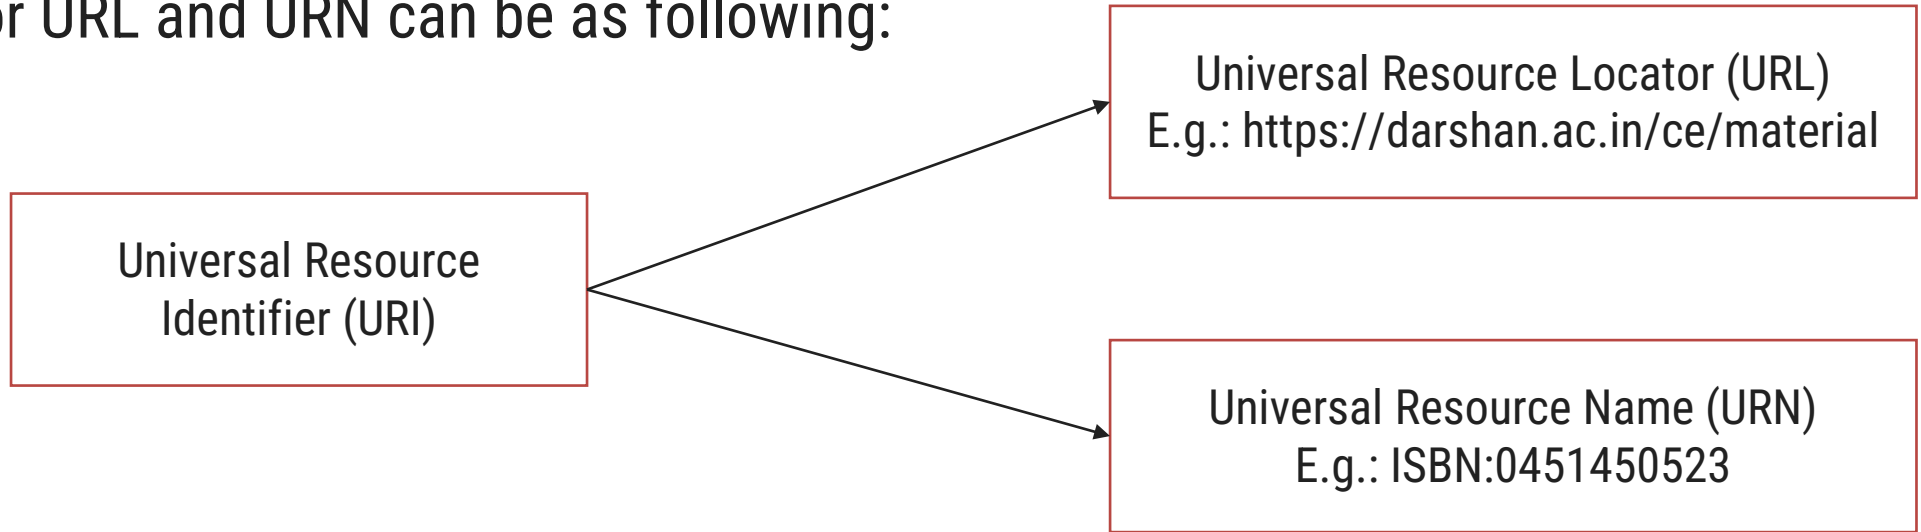 or URL and URN can be as following:
Universal Resource Locator (URL)
E.g.: https://darshan.ac.in/ce/material
Universal Resource
Identifier (URI)
Universal Resource Name (URN)
E.g.: ISBN:0451450523